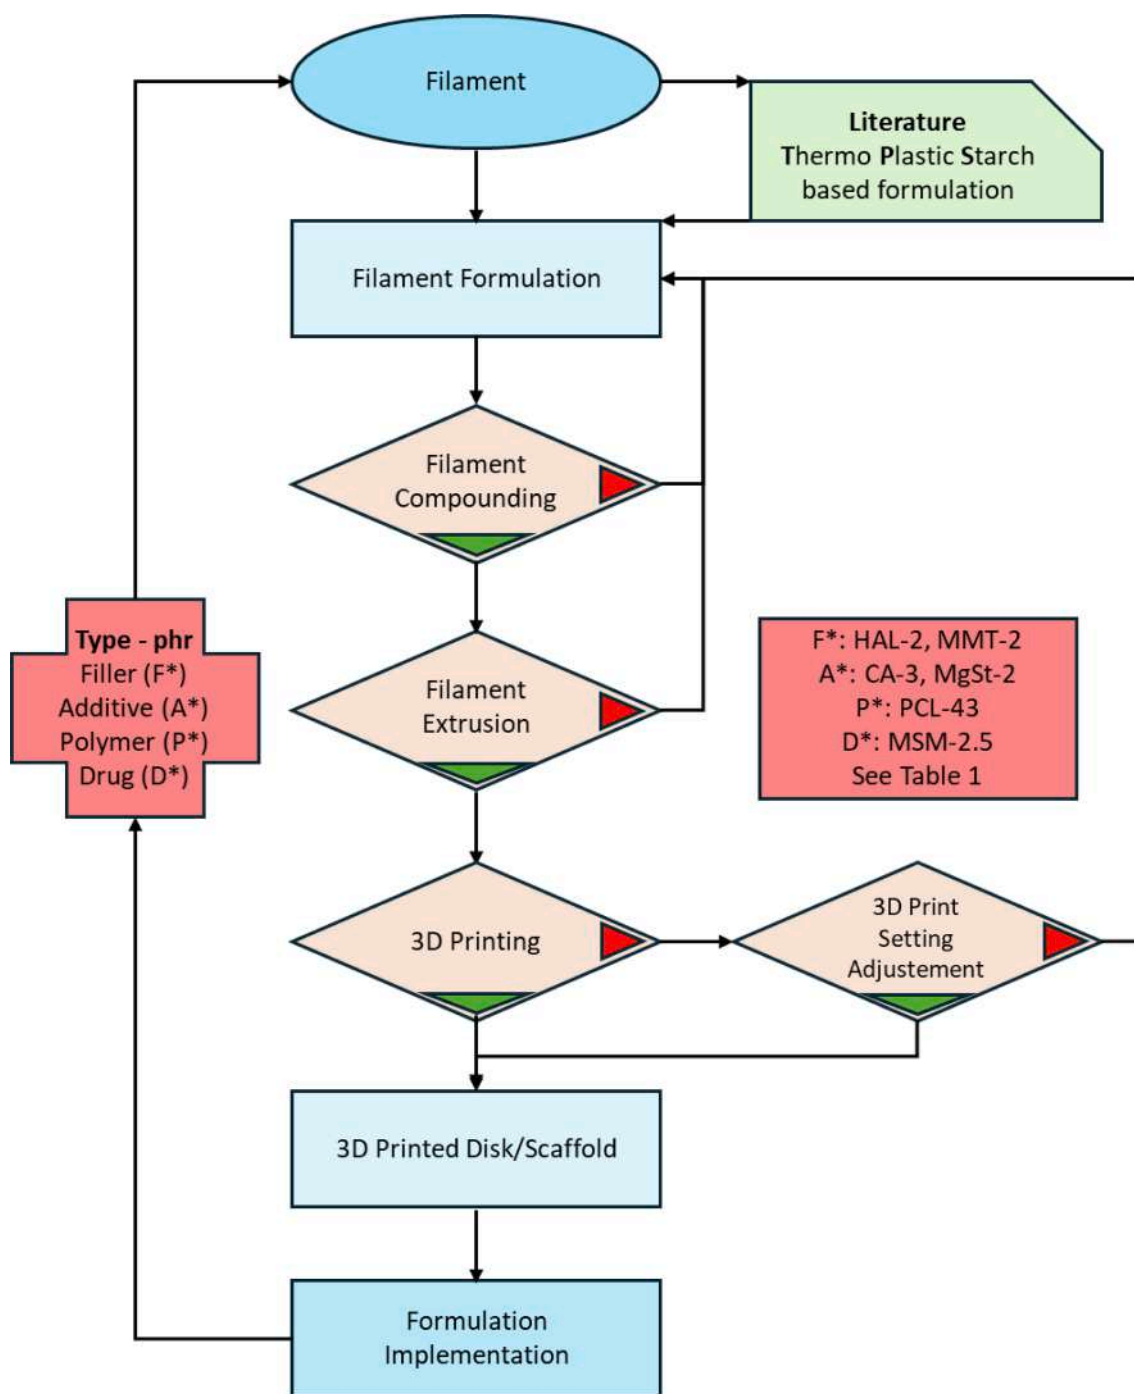 Filament
Literature
Thermo Plastic Starch
based formulation
Filament Formulation
Filament
Compounding
Type - phr
Filler (F*)
Additive (A*)
Polymer (P*)
Drug (D*)
Filament
Extrusion
F*: HAL-2, MMT-2
A*: CA-3, MgSt-2
P*: PCL-43
D*: MSM-2.5
See Table 1
3D Printing
3D Print
Setting
Adjustement
3D Printed Disk/Scaffold
Formulation
Implementation